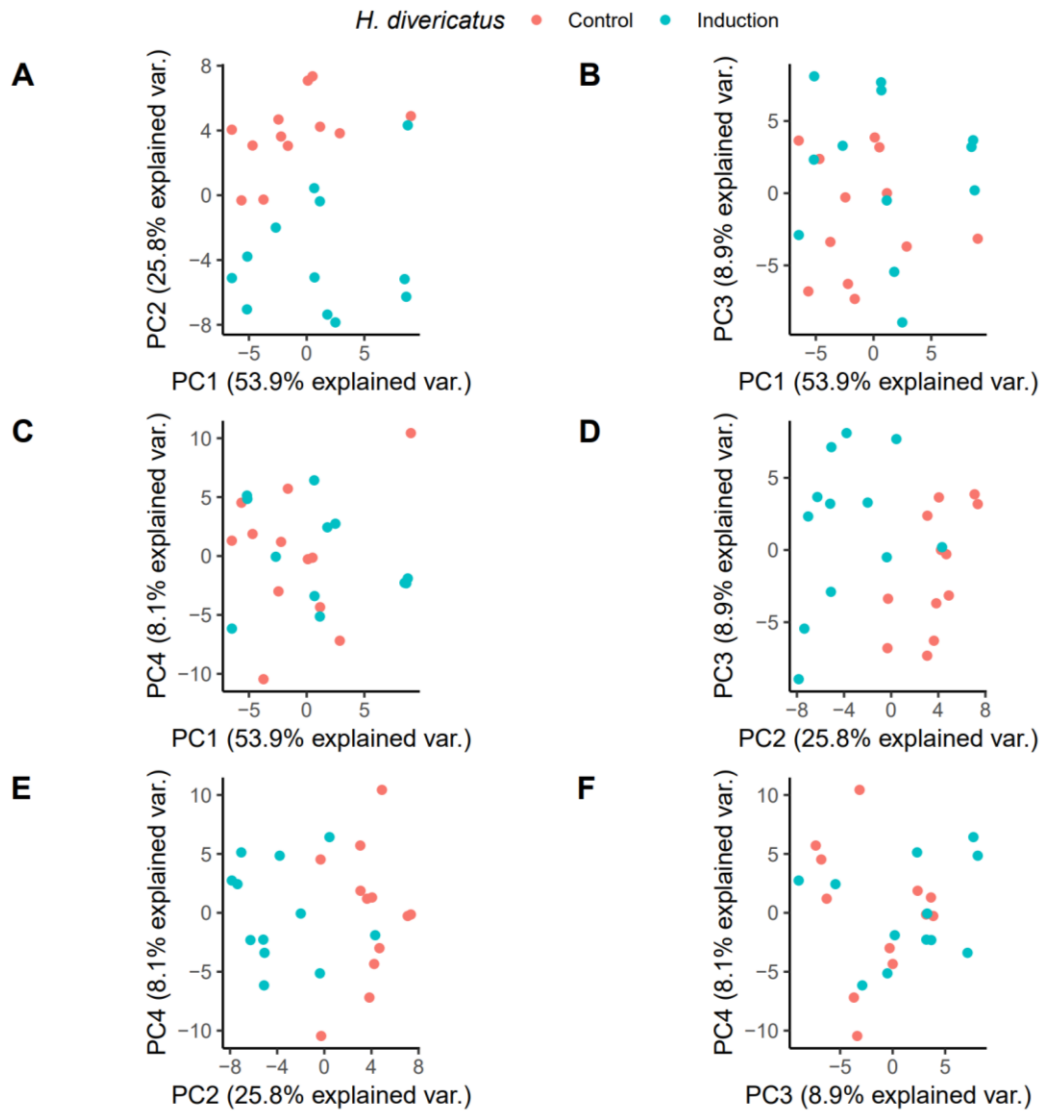 H. divericatus Control Induction
A
PC2 (25.8% explained var.)
8
4
0
−4
−8
−5 0 5
PC1 (53.9% explained var.)
B
PC3 (8.9% explained var.)
5
0
−5
−5 0 5
PC1 (53.9% explained var.)
C
PC4 (8.1% explained var.)
10
5
0
−5
−10
−5 0 5
PC1 (53.9% explained var.)
D
PC3 (8.9% explained var.)
5
0
−5
−8 −4 0 4 8
PC2 (25.8% explained var.)
E
PC4 (8.1% explained var.)
10
5
0
−5
−10
−8 −4 0 4 8
PC2 (25.8% explained var.)
F
PC4 (8.1% explained var.)
10
5
0
−5
−10
−5 0 5
PC3 (8.9% explained var.)